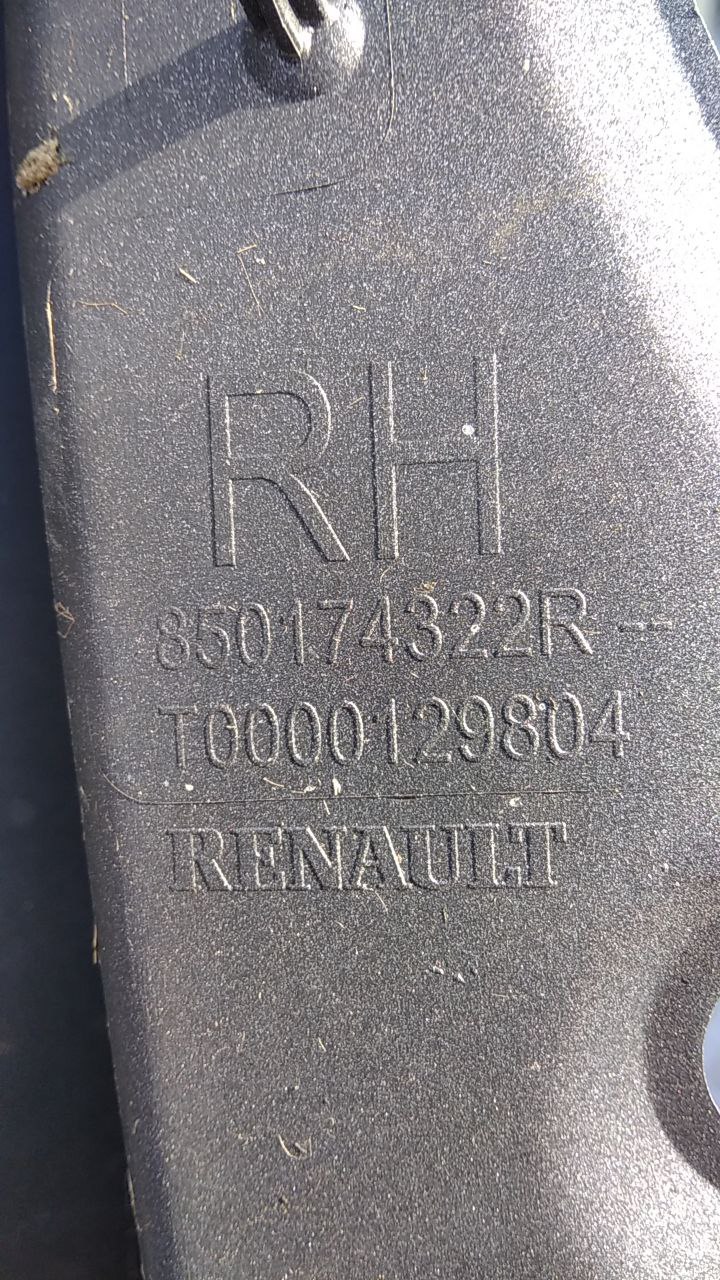 RH
850174322R--
T0000129804
RENAULT